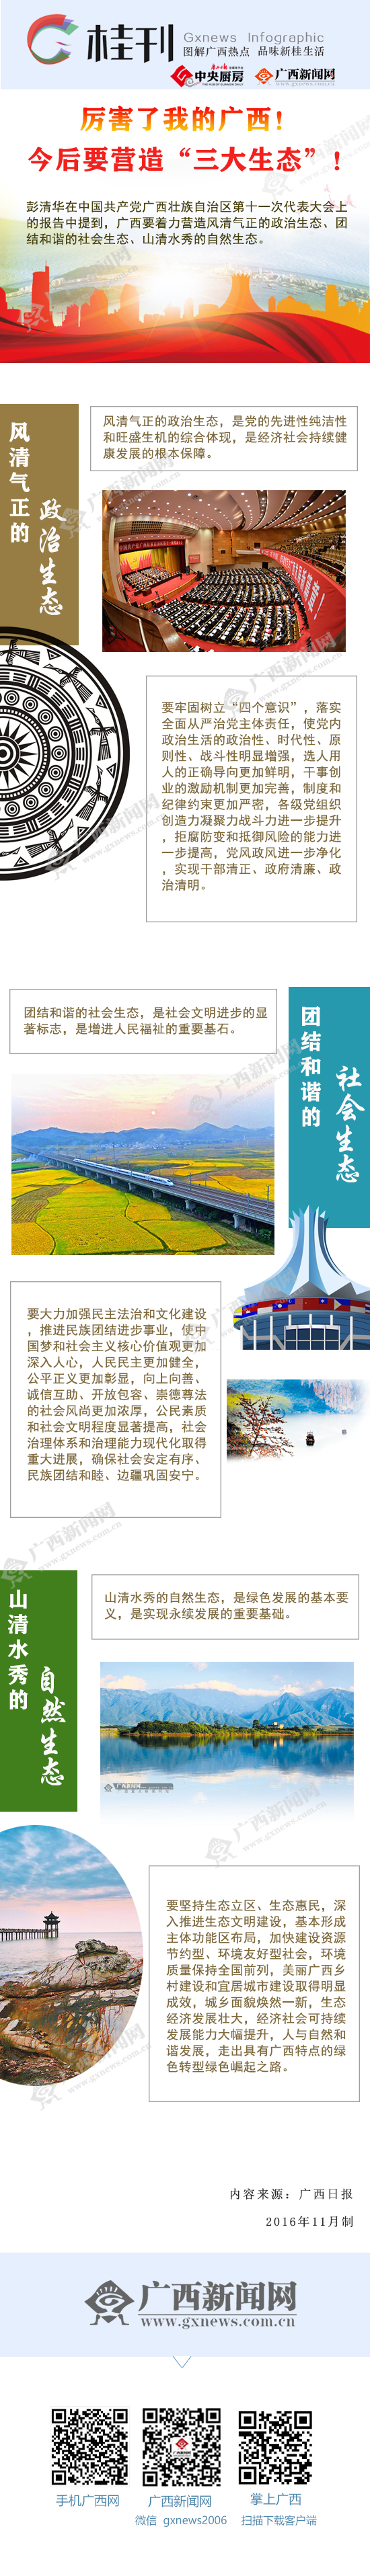 桂刊
Gxnews Infographic
图解广西热点 品味新桂生活
中央厨房
广西新闻网
厉害了我的广西！
今后要营造“三大生态”！
彭清华在中国共产党广西壮族自治区第十一次代表大会上
的报告中提到，广西要着力营造风清气正的政治生态、团
结和谐的社会生态、山清水秀的自然生态。
风清气正的
政治生态
风清气正的政治生态，是党的先进性纯洁性
和旺盛生机的综合体现，是经济社会持续健
康发展的根本保障。
要牢固树立“四个意识”，落实
全面从严治党主体责任，使党内
政治生活的政治性、时代性、原
则性、战斗性明显增强，选人用
人的正确导向更加鲜明，干事创
业的激励机制更加完善，制度和
纪律约束更加严密，各级党组织
创造力凝聚力战斗力进一步提升
，拒腐防变和抵御风险的能力进
一步提高，党风政风进一步净化
，实现干部清正、政府清廉、政
治清明。
团结和谐的社会生态，是社会文明进步的显
著标志，是增进人民福祉的重要基石。
团结和谐的
社会生态
要大力加强民主法治和文化建设
，推进民族团结进步事业，使中
国梦和社会主义核心价值观更加
深入人心，人民民主更加健全，
公平正义更加彰显，向上向善、
诚信互助、开放包容、崇德尊法
的社会风尚更加浓厚，公民素质
和社会文明程度显著提高，社会
治理体系和治理能力现代化取得
重大进展，确保社会安定有序、
民族团结和睦、边疆巩固安宁。
山清水秀的
自然生态
山清水秀的自然生态，是绿色发展的基本要
义，是实现永续发展的重要基础。
要坚持生态立区、生态惠民，深
入推进生态文明建设，基本形成
主体功能区布局，加快建设资源
节约型、环境友好型社会，环境
质量保持全国前列，美丽广西乡
村建设和宜居城市建设取得明显
成效，城乡面貌焕然一新，生态
经济发展壮大，经济社会可持续
发展能力大幅提升，人与自然和
谐发展，走出具有广西特点的绿
色转型绿色崛起之路。
内容来源：广西日报
2016年11月制
广西新闻网
www.gxnews.com.cn
手机广西网
广西新闻网
微信 gxnews2006
掌上广西
扫描下载客户端